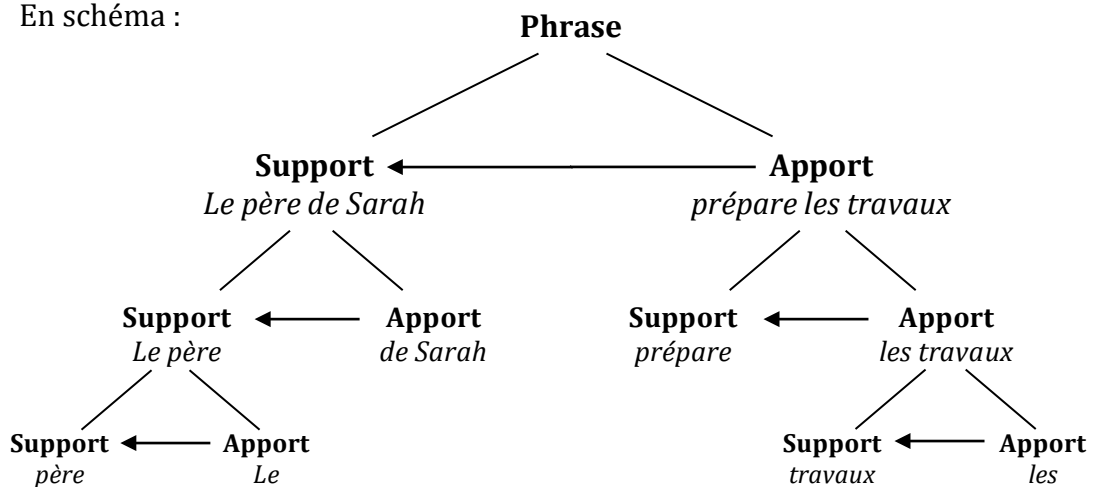 En schéma :
Phrase
Support Apport
Le père de Sarah prépare les travaux
Support Apport Support Apport
Le père de Sarah prépare les travaux
Support Apport Support Apport
père Le travaux les